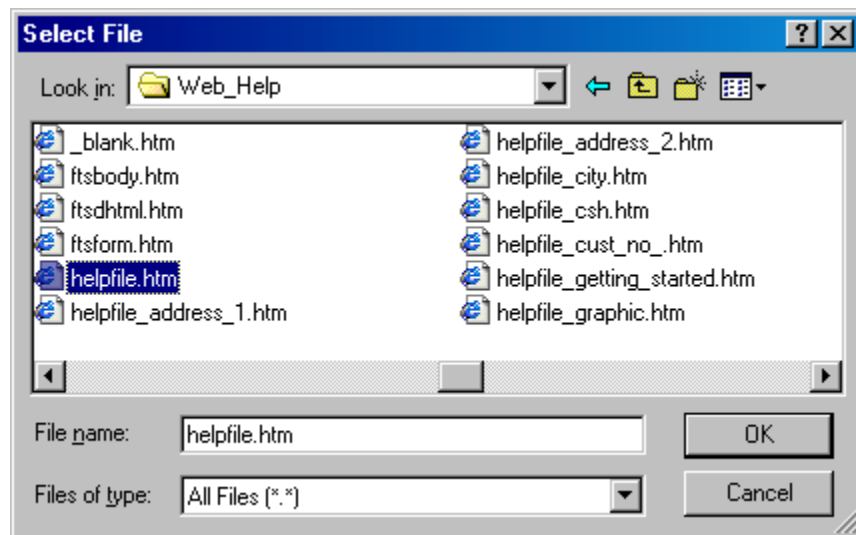 Select File
Look in: Web_Help
_blank.htm
ftsbody.htm
ftsdhtml.htm
ftsform.htm
helpfile.htm
helpfile_address_1.htm
helpfile_address_2.htm
helpfile_city.htm
helpfile_csh.htm
helpfile_cust_no_.htm
helpfile_getting_started.htm
helpfile_graphic.htm
File name: helpfile.htm OK
Files of type: All Files (*.*) Cancel